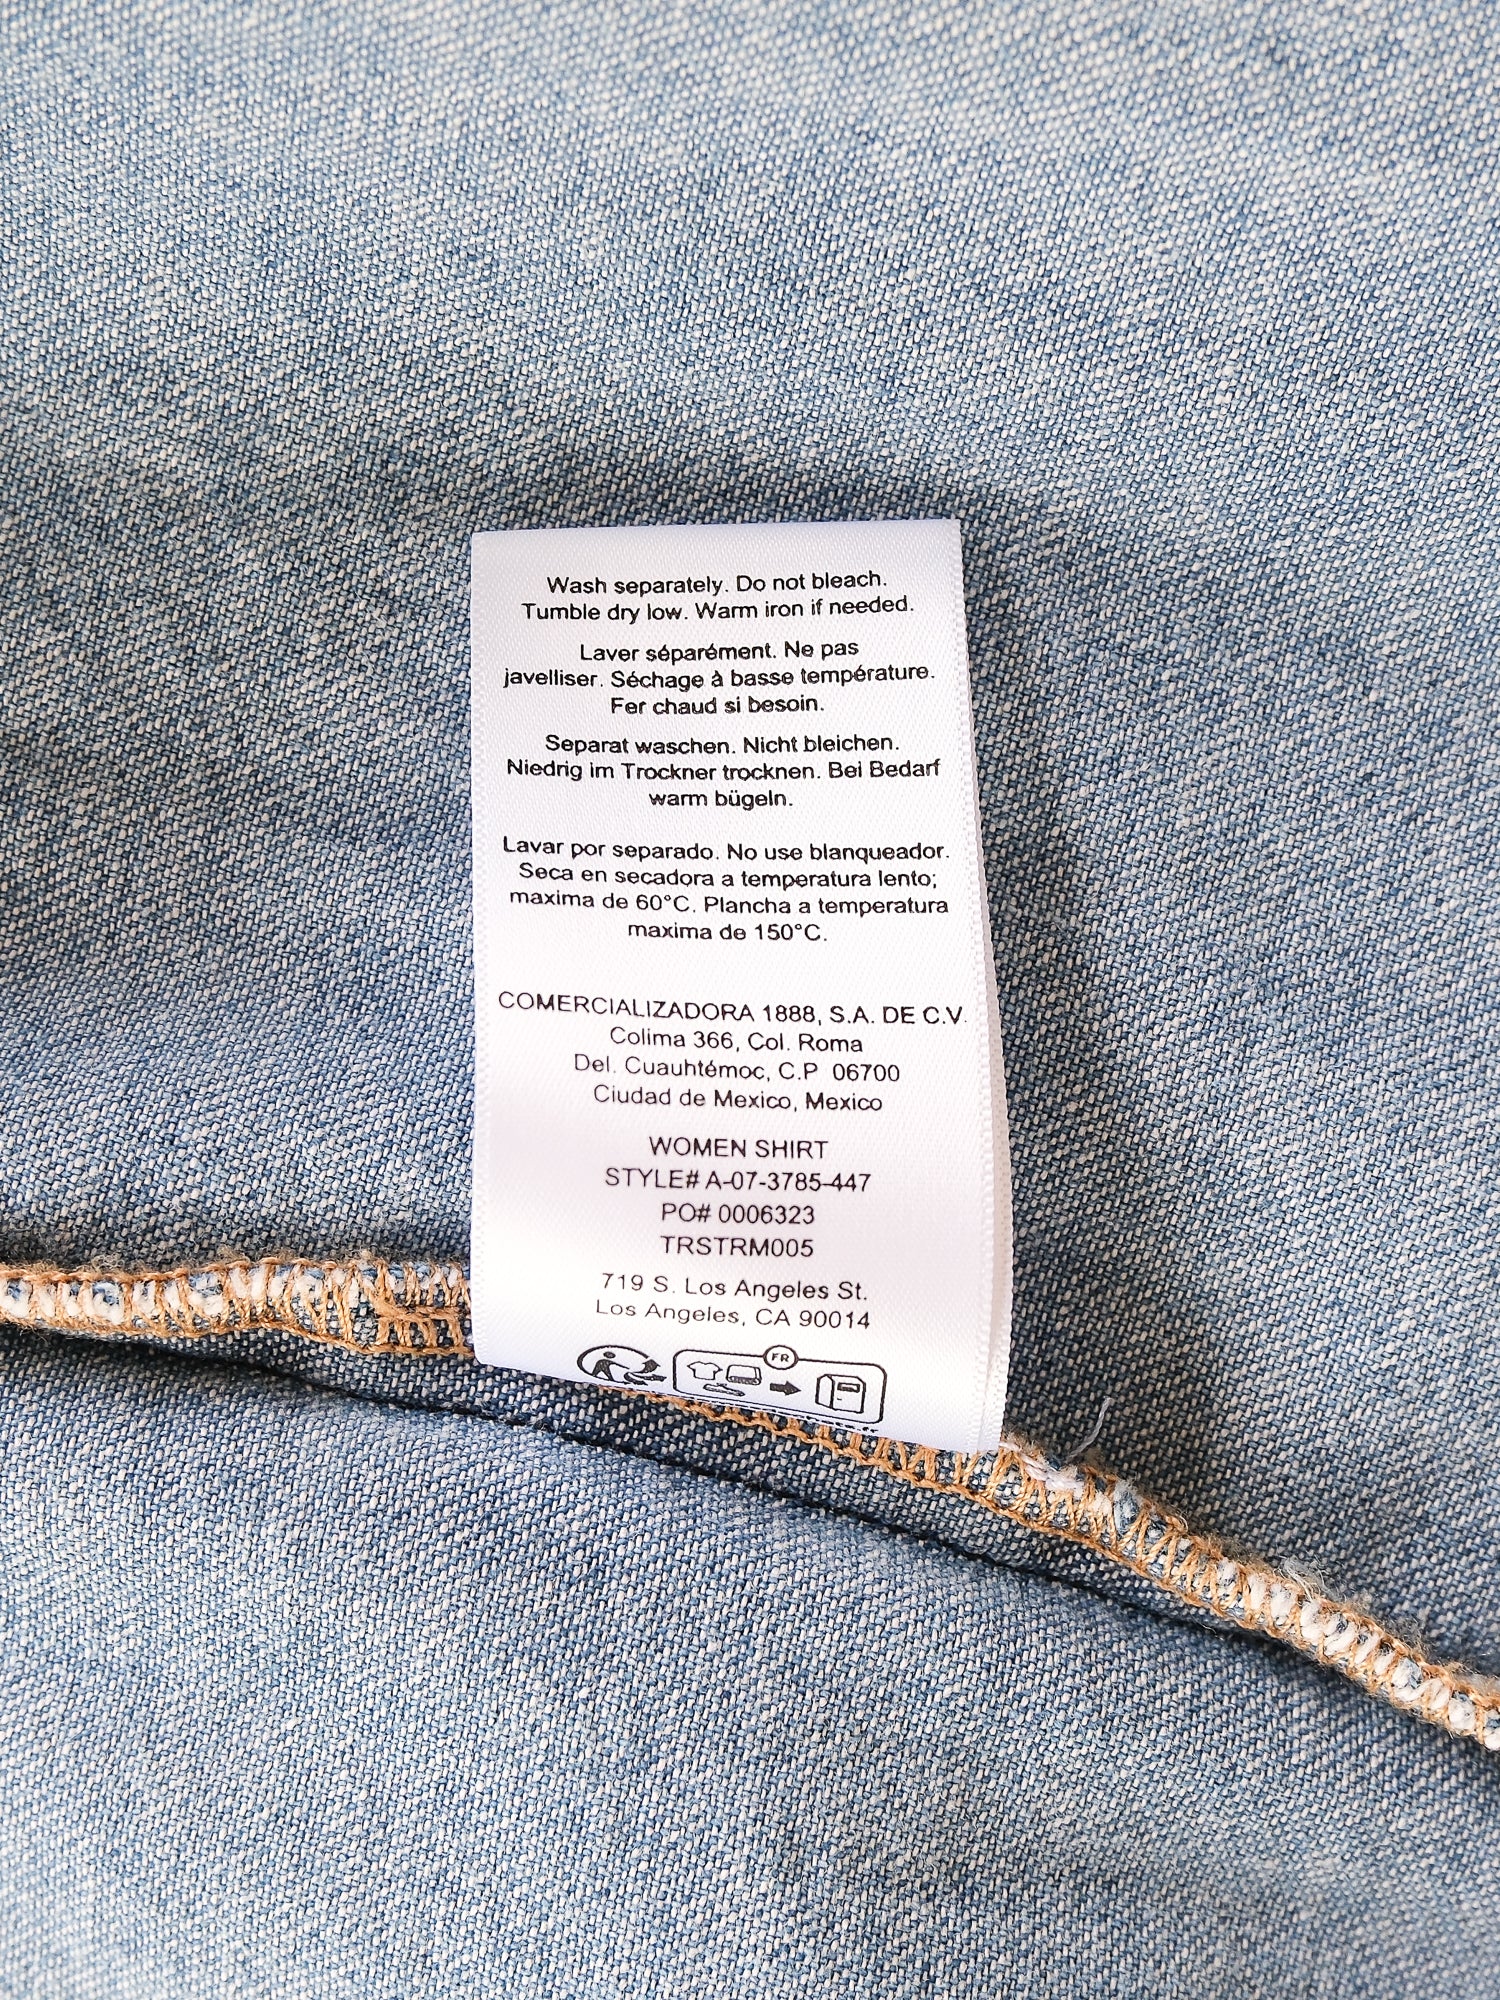 Wash separately. Do not bleach.
Tumble dry low. Warm iron if needed.
Laver séparément. Ne pas
javelliser. Séchage à basse température.
Fer chaud si besoin.
Separat waschen. Nicht bleichen.
Niedrig im Trockner trocknen. Bei Bedarf
warm bügeln.
Lavar por separado. No use blanqueador.
Seca en secadora a temperatura lento;
maxima de 60°C. Plancha a temperatura
maxima de 150°C.
COMERCIALIZADORA 1888, S.A. DE C.V.
Colima 366, Col. Roma
Del. Cuauhtémoc, C.P 06700
Ciudad de Mexico, Mexico
WOMEN SHIRT
STYLE# A-07-3785-447
PO# 0006323
TRSTRM005
719 S. Los Angeles St.
Los Angeles, CA 90014
FR